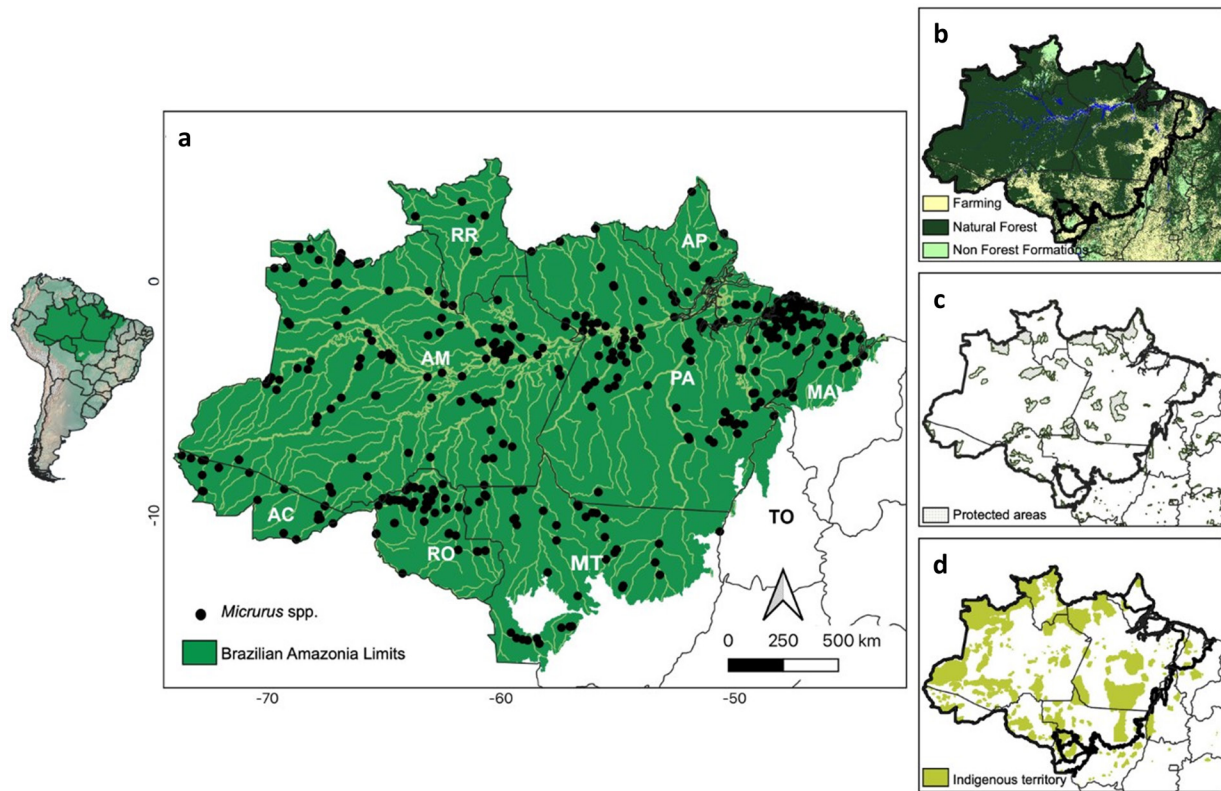 a
RR
AP
0
AM
PA
MA
-10
AC
RO
MT
TO
Micrurus spp.
Brazilian Amazonia Limits
0 250 500 km
-70 -60 -50
b
Farming
Natural Forest
Non Forest Formations
c
Protected areas
d
Indigenous territory